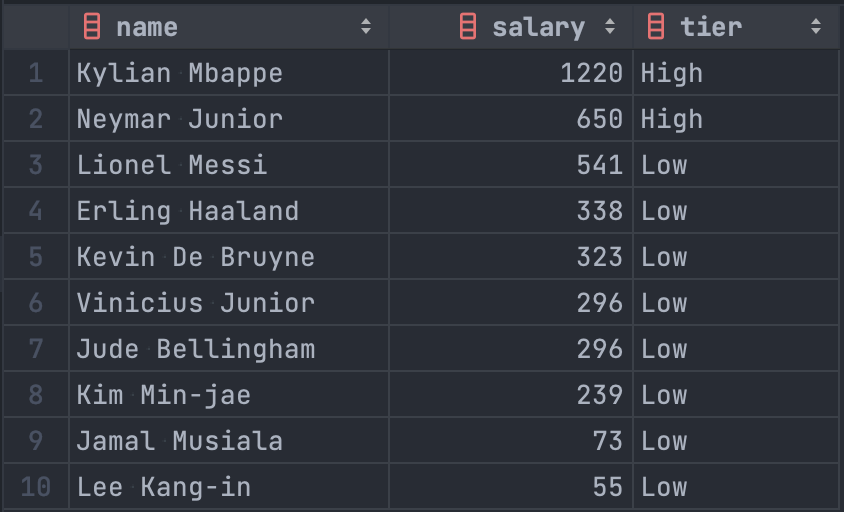 name salary tier
1 Kylian Mbappe 1220 High
2 Neymar Junior 650 High
3 Lionel Messi 541 Low
4 Erling Haaland 338 Low
5 Kevin De Bruyne 323 Low
6 Vinicius Junior 296 Low
7 Jude Bellingham 296 Low
8 Kim Min-jae 239 Low
9 Jamal Musiala 73 Low
10 Lee Kang-in 55 Low